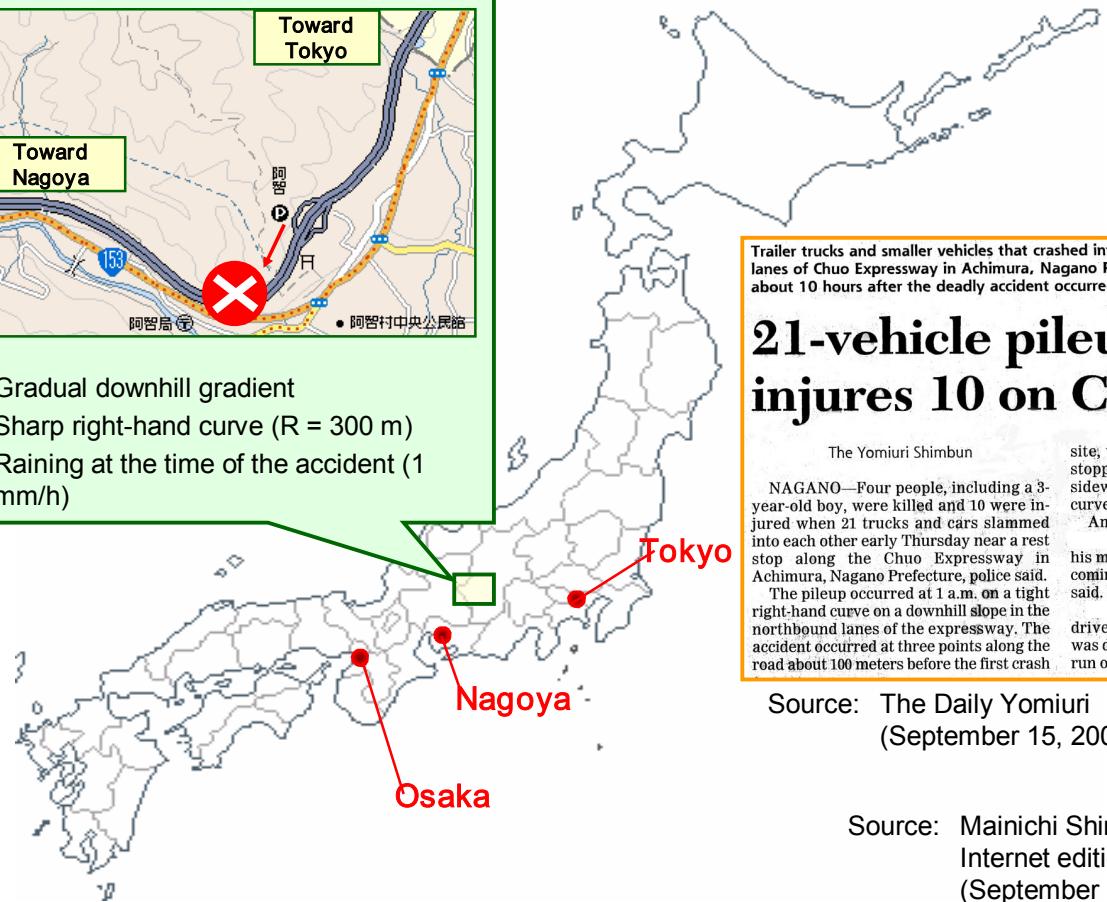 Toward
Tokyo
Toward
Nagoya
阿智
P
153
阿智局
阿智村中央公民館
Gradual downhill gradient
Sharp right-hand curve (R = 300 m)
Raining at the time of the accident (1
mm/h)
Tokyo
Nagoya
Osaka
Trailer trucks and smaller vehicles that crashed in
lanes of Chuo Expressway in Achimura, Nagano
about 10 hours after the deadly accident occurre
21-vehicle pileu
injures 10 on C
The Yomiuri Shimbun
NAGANO—Four people, including a 3-
year-old boy, were killed and 10 were in-
jured when 21 trucks and cars slammed
into each other early Thursday near a rest
stop along the Chuo Expressway in
Achimura, Nagano Prefecture, police said.
The pileup occurred at 1 a.m. on a tight
right-hand curve on a downhill slope in the
northbound lanes of the expressway. The
accident occurred at three points along the
road about 100 meters before the first crash
site,
stopp
sidew
curve
An
his m
comin
said.
drive
was d
run o
Source: The Daily Yomiuri
(September 15, 200
Source: Mainichi Shi
Internet editi
(September